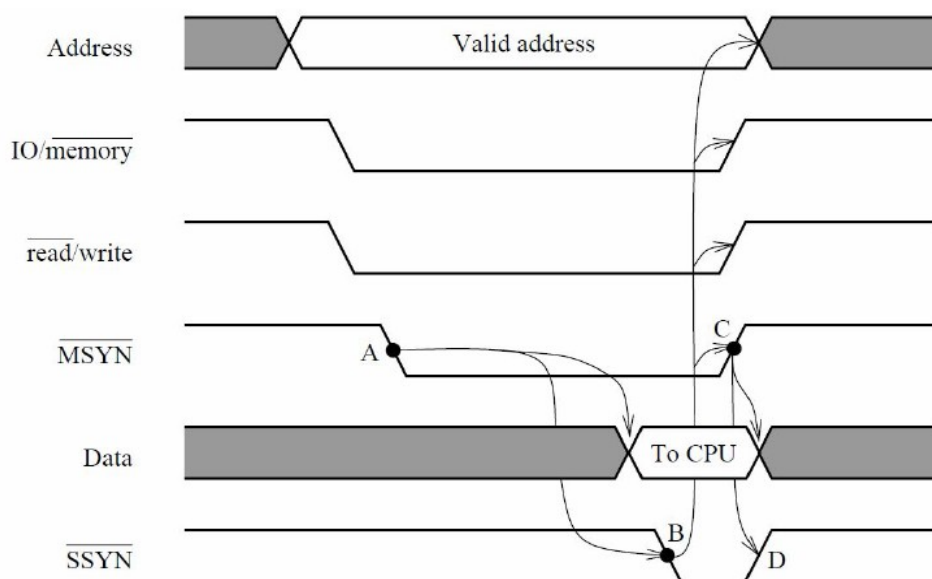 Address
Valid address
IO/memory
read/write
MSYN
A
C
Data
To CPU
B
SSYN
D